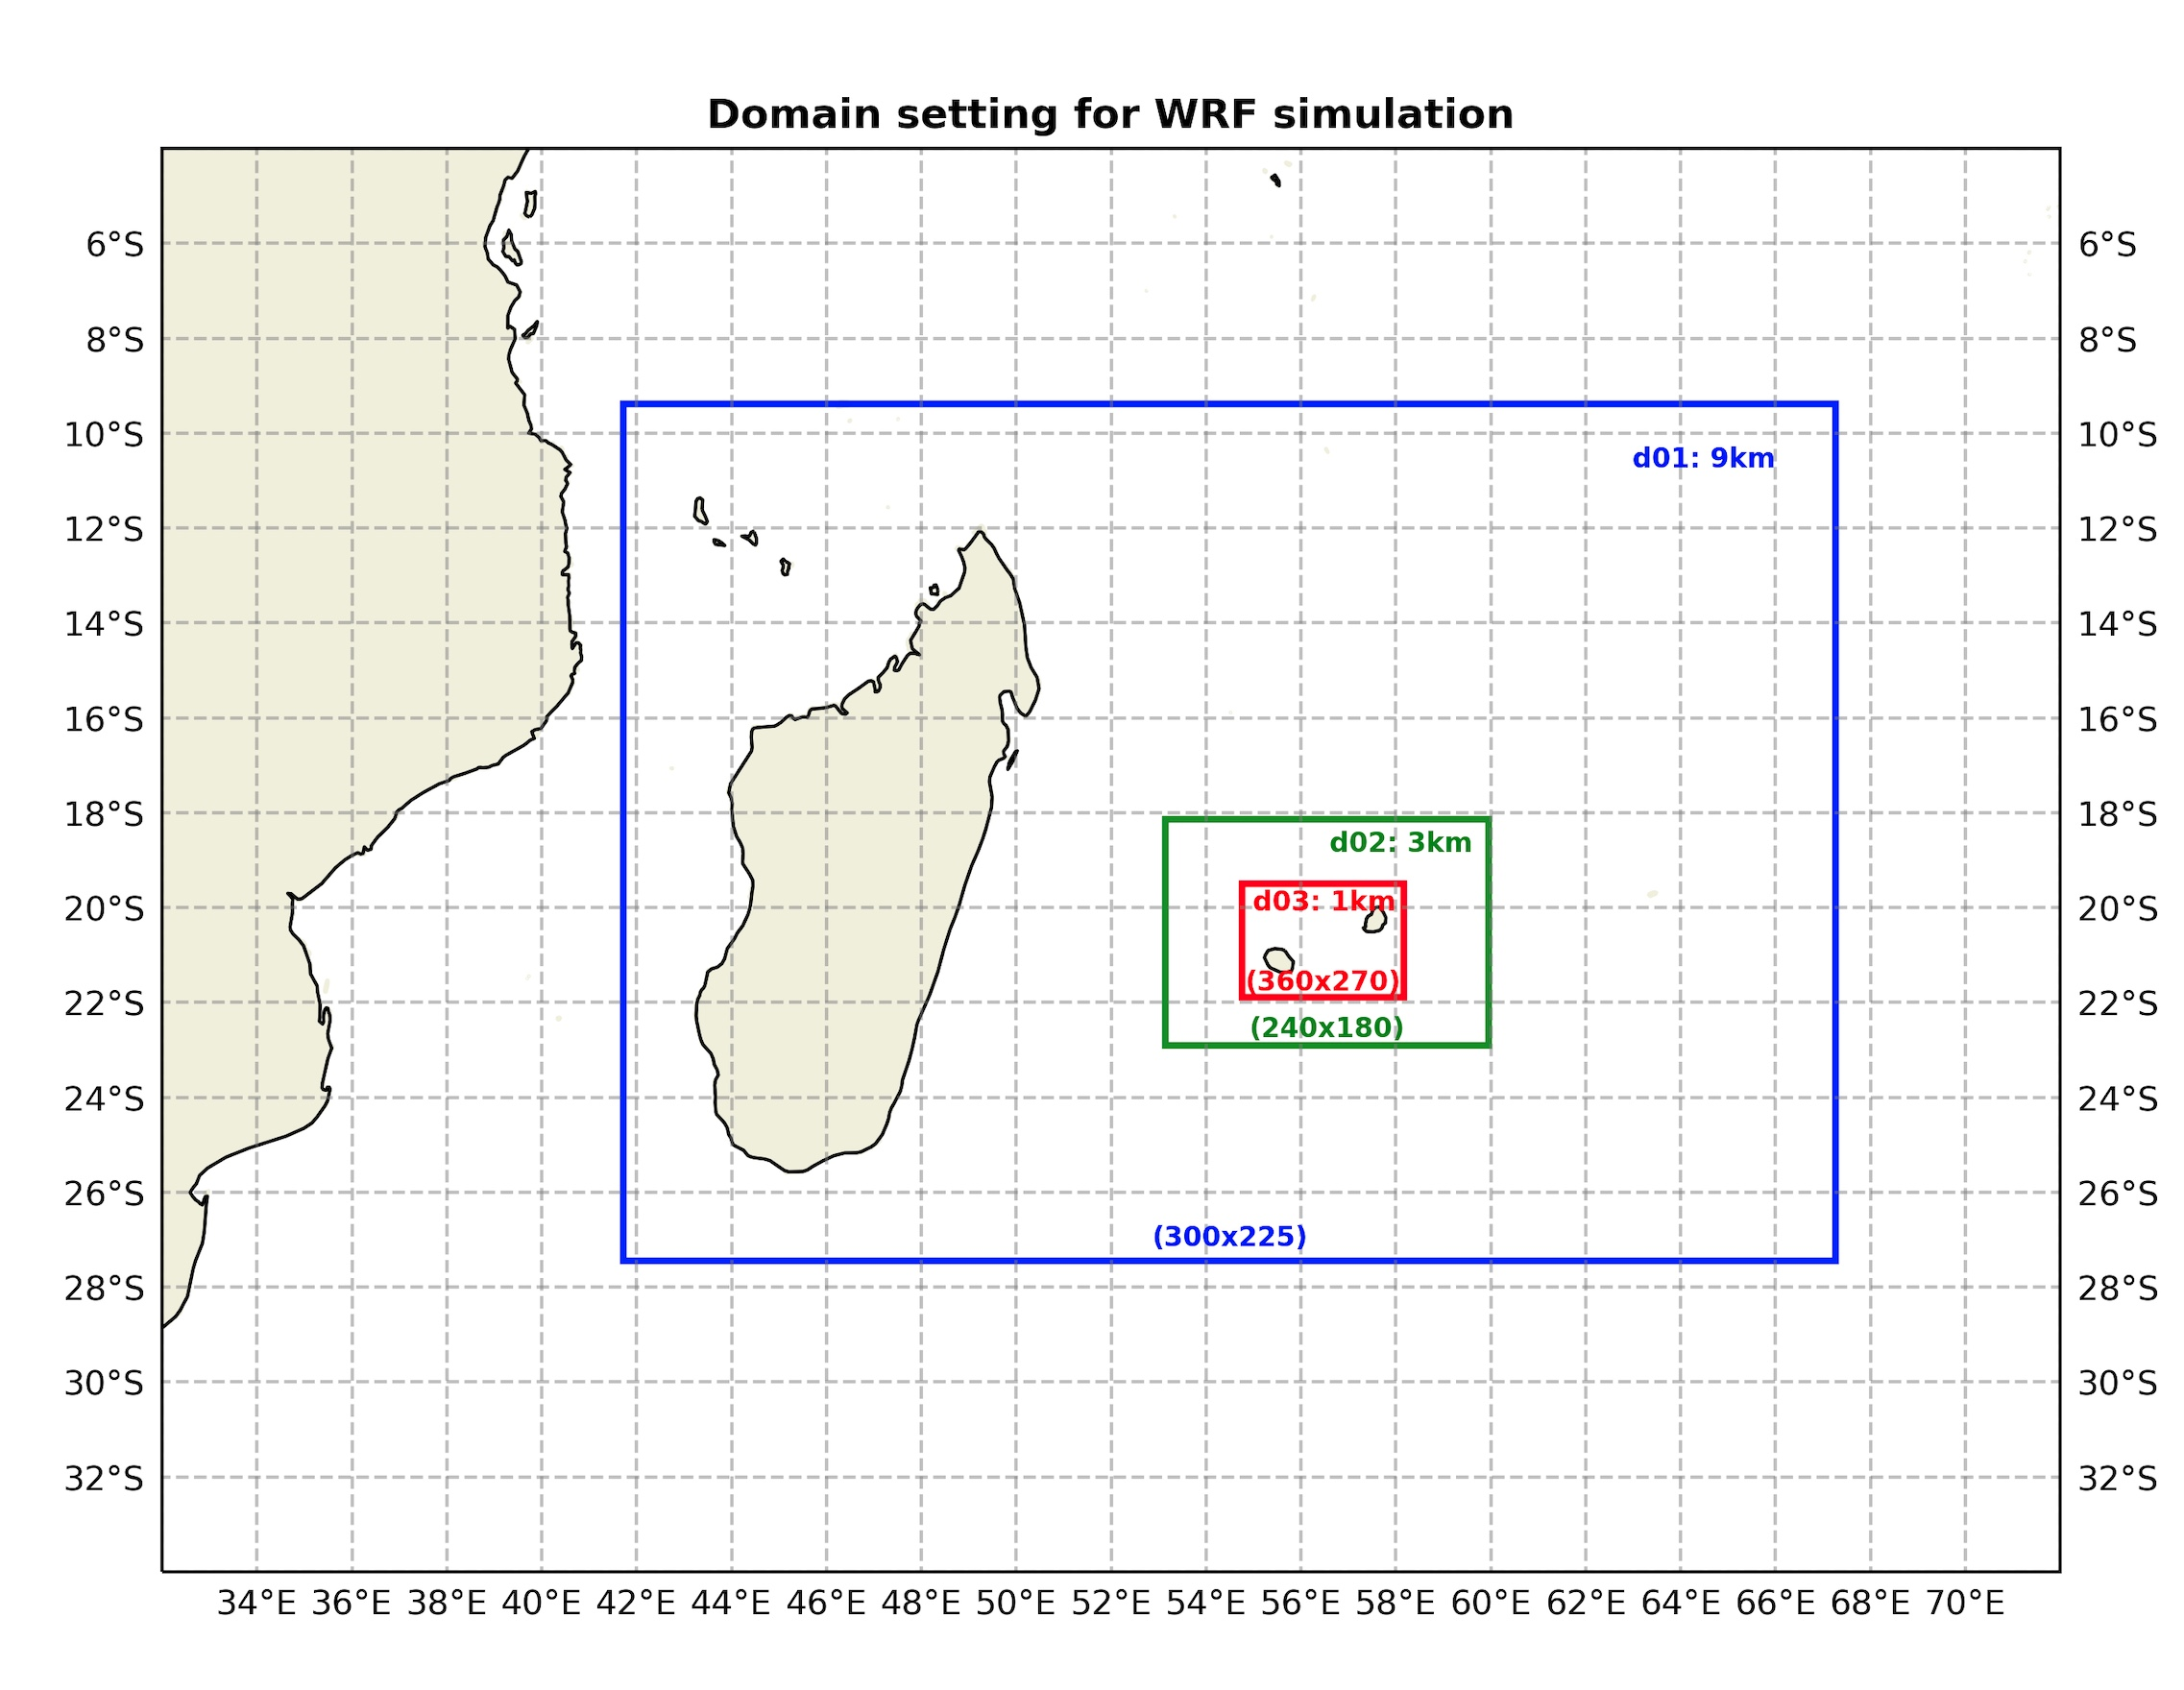 Domain setting for WRF simulation
6°S 6°S
8°S 8°S
10°S 10°S
d01: 9km
12°S 12°S
14°S 14°S
16°S 16°S
18°S 18°S
d02: 3km
d03: 1km
20°S 20°S
(360x270)
22°S 22°S
(240x180)
24°S 24°S
26°S 26°S
(300x225)
28°S 28°S
30°S 30°S
32°S 32°S
34°E 36°E 38°E 40°E 42°E 44°E 46°E 48°E 50°E 52°E 54°E 56°E 58°E 60°E 62°E 64°E 66°E 68°E 70°E